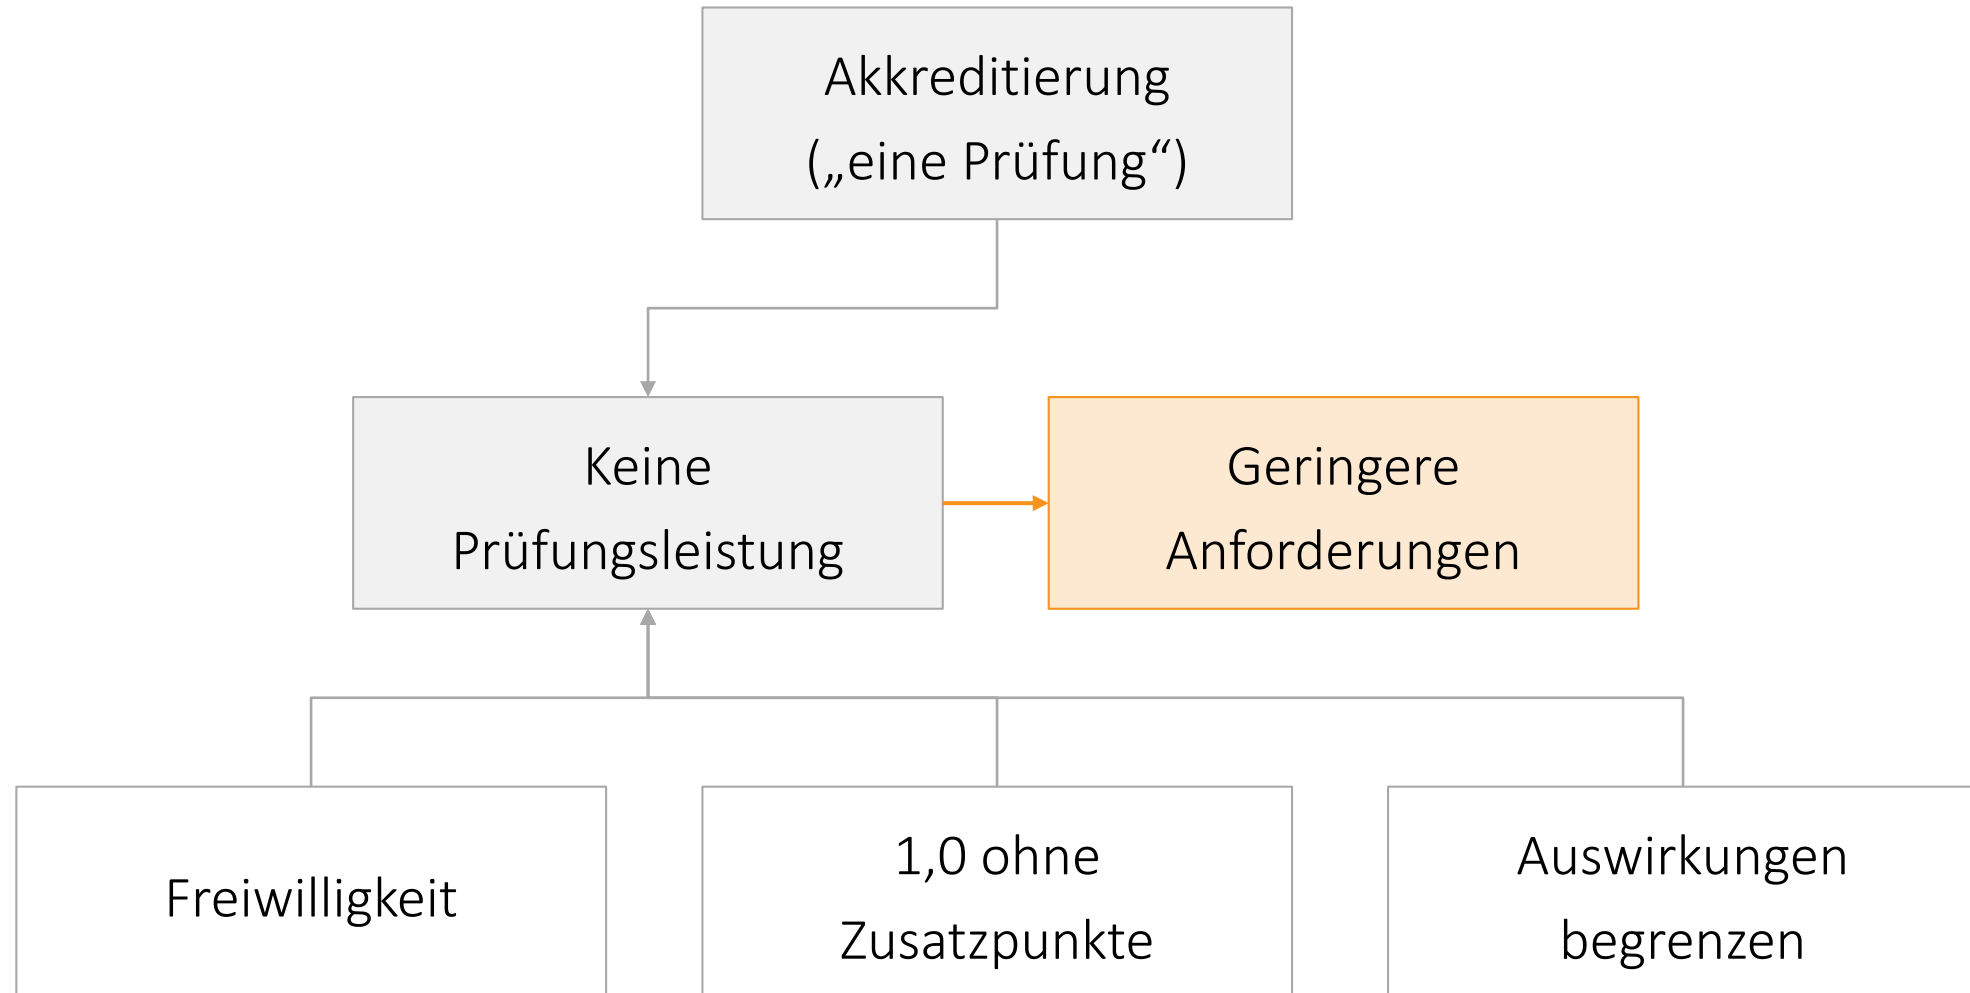 Akkreditierung
(„eine Prüfung“)
Keine
Prüfungsleistung
Geringere
Anforderungen
Freiwilligkeit
1,0 ohne
Zusatzpunkte
Auswirkungen
begrenzen